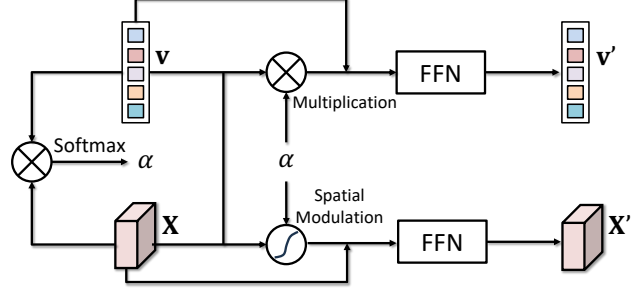 v
FFN
v'
Multiplication
Softmax
α
α
Spatial
Modulation
X
FFN
X'